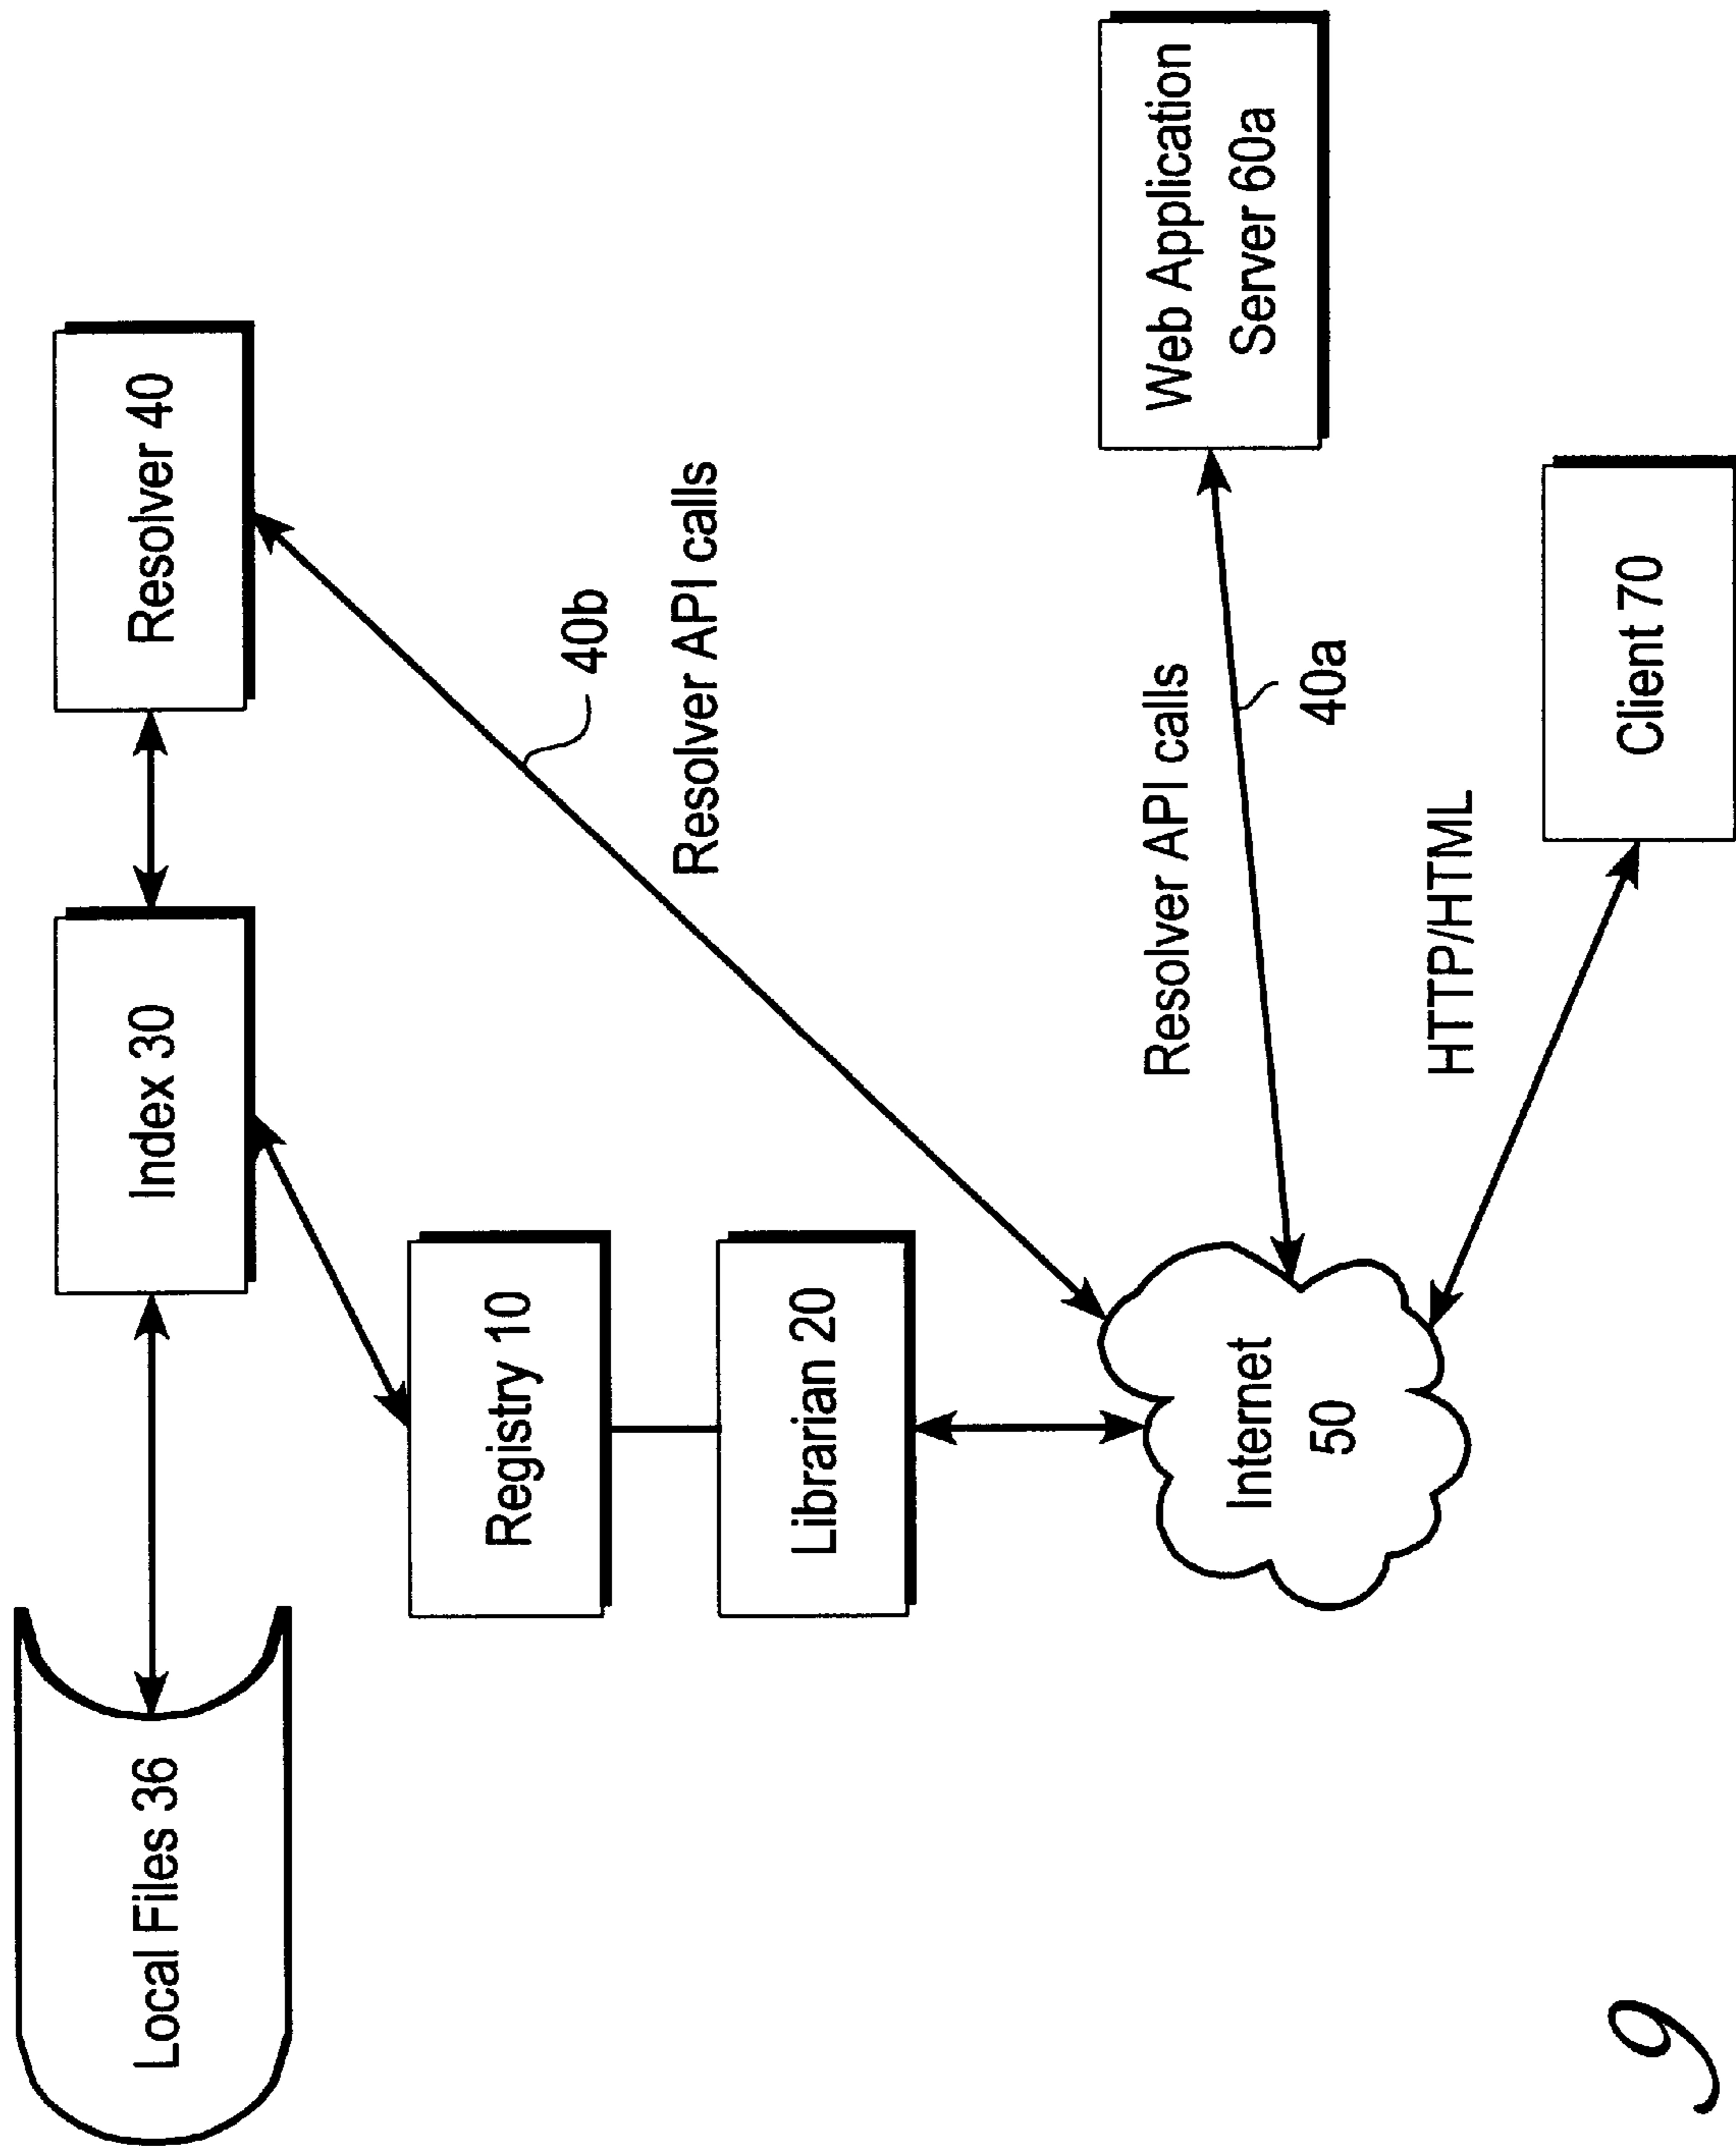 Local Files 36
Index 30
Resolver 40
Registry 10
Librarian 20
40b
Resolver API calls
Internet
50
Resolver API calls
40a
HTTP/HTML
Web Application
Server 60a
Client 70
9